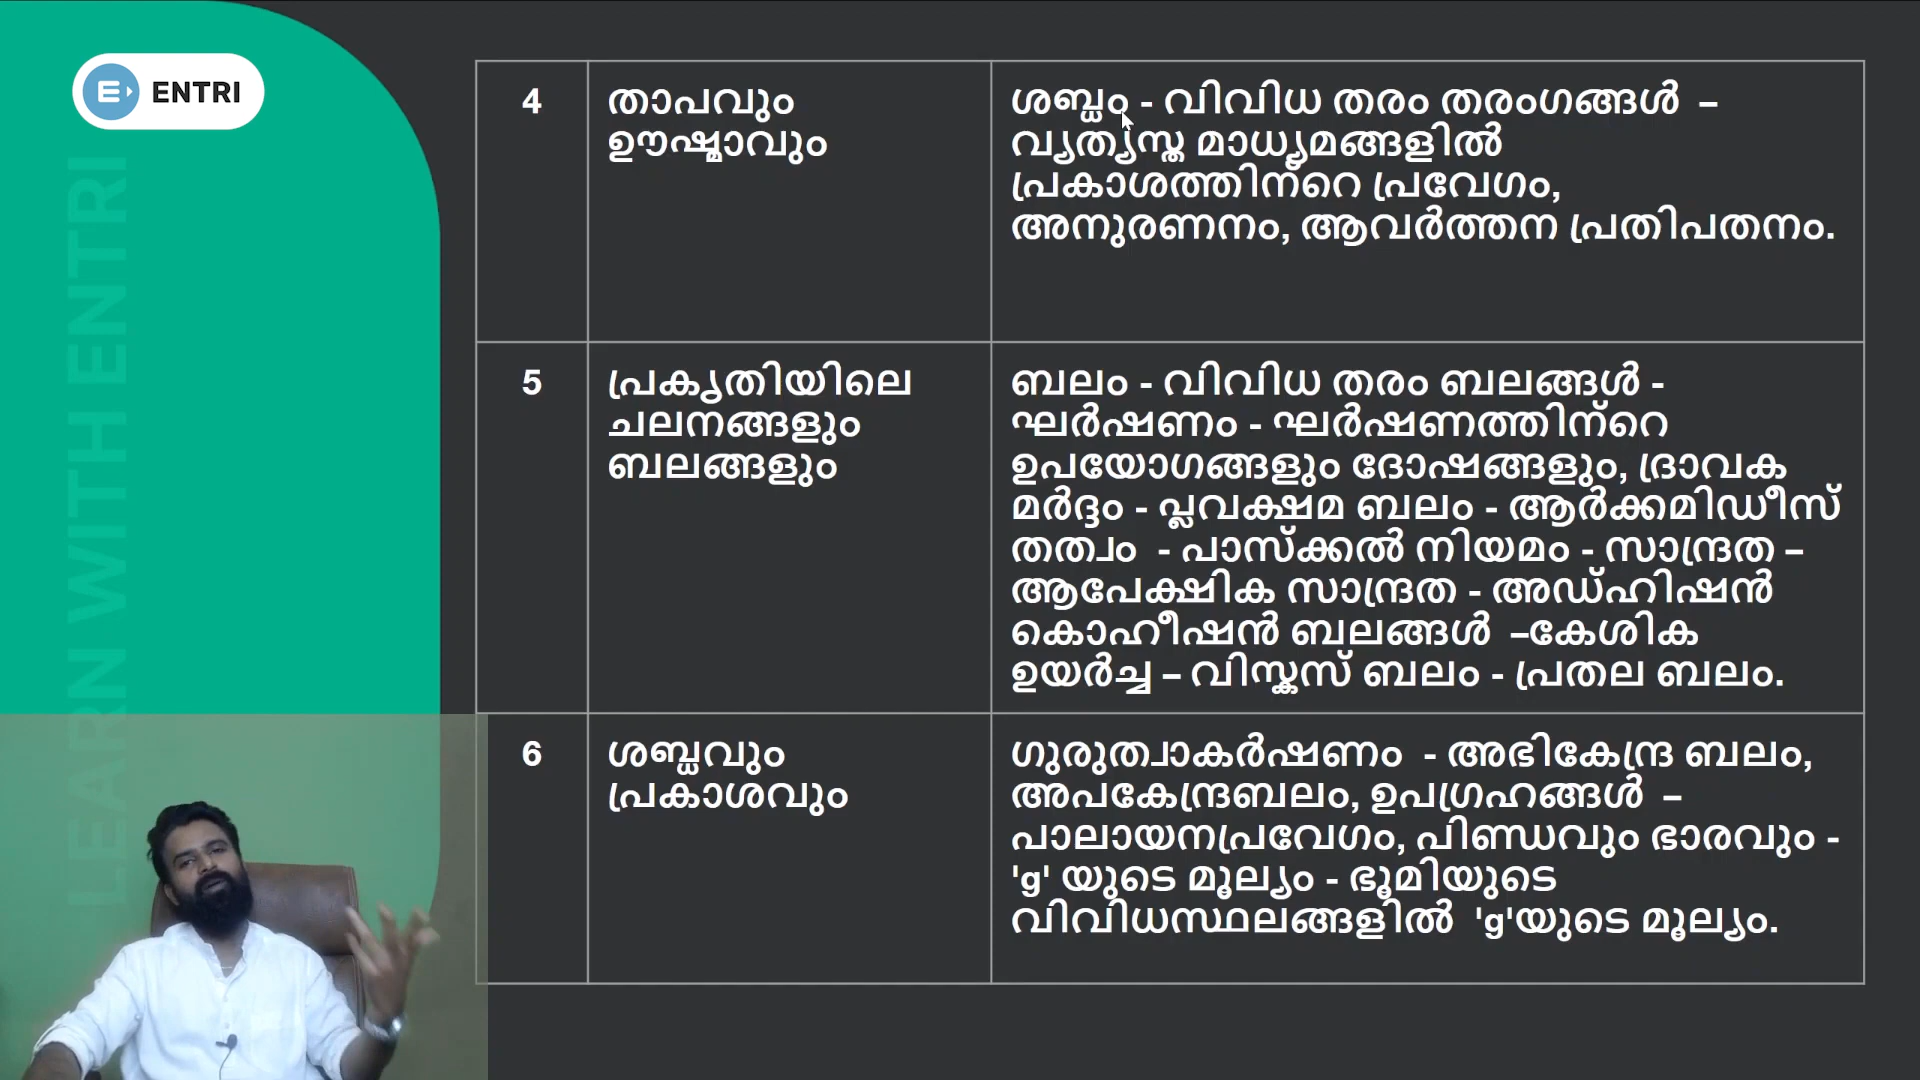 ENTRI
LEARN WITH ENTRI
4
താപവും
ഊഷ്മാവും
ശബ്ദം - വിവിധ തരം തരംഗങ്ങൾ –
വ്യത്യസ്ത മാധ്യമങ്ങളിൽ
പ്രകാശത്തിന്റെ പ്രവേഗം,
അനുരണനം, ആവർത്തന പ്രതിപതനം.
5
പ്രകൃതിയിലെ
ചലനങ്ങളും
ബലങ്ങളും
ബലം - വിവിധ തരം ബലങ്ങൾ -
ഘർഷണം - ഘർഷണത്തിന്റെ
ഉപയോഗങ്ങളും ദോഷങ്ങളും, ദ്രാവക
മർദ്ദം - പ്ലവക്ഷമ ബലം - ആർക്കമിഡീസ്
തത്വം - പാസ്ക്കൽ നിയമം - സാന്ദ്രത –
ആപേക്ഷിക സാന്ദ്രത - അഡ്ഹിഷൻ
കൊഹീഷൻ ബലങ്ങൾ –കേശിക
ഉയർച്ച – വിസ്കസ് ബലം - പ്രതല ബലം.
6
ശബ്ദവും
പ്രകാശവും
ഗുരുത്വാകർഷണം - അഭികേന്ദ്ര ബലം,
അപകേന്ദ്രബലം, ഉപഗ്രഹങ്ങൾ –
പാലായനപ്രവേഗം, പിണ്ഡവും ഭാരവും -
'g' യുടെ മൂല്യം - ഭൂമിയുടെ
വിവിധസ്ഥലങ്ങളിൽ 'g'യുടെ മൂല്യം.